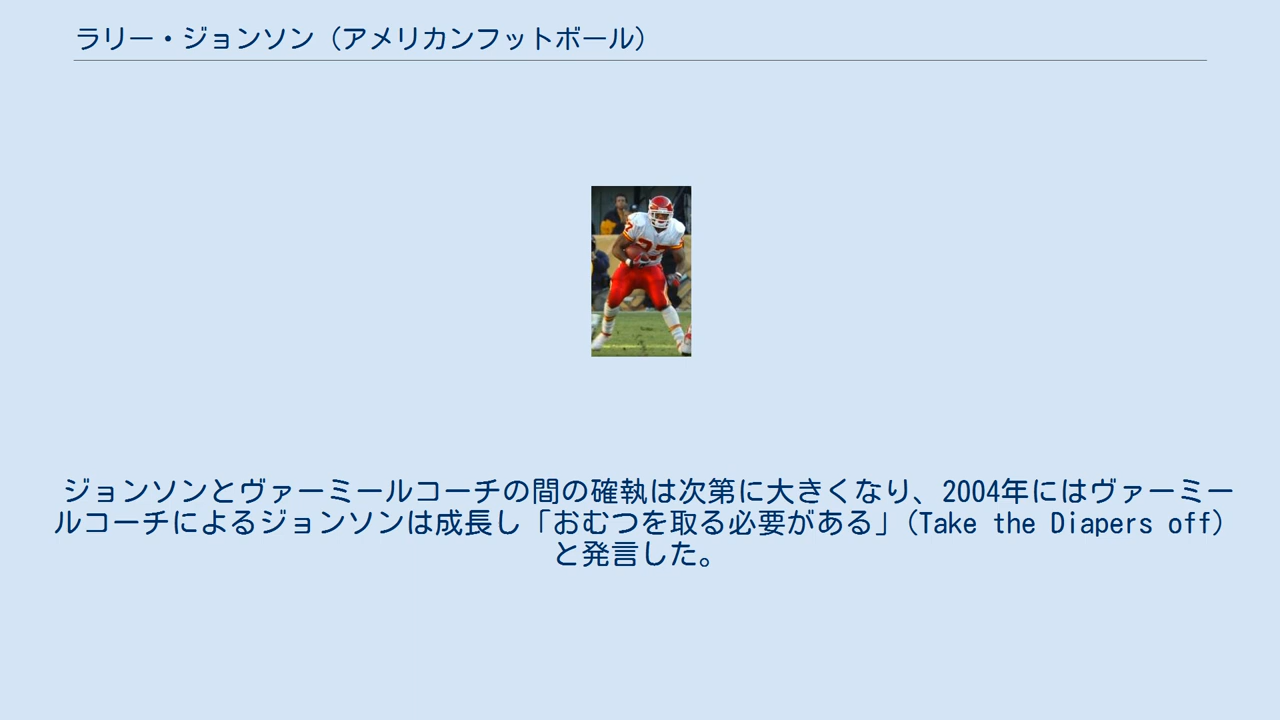 ラリー・ジョンソン（アメリカンフットボール）
27
ジョンソンとヴァーミールコーチの間の確執は次第に大きくなり、2004年にはヴァーミー
ルコーチによるジョンソンは成長し「おむつを取る必要がある」(Take the Diapers off)
と発言した。